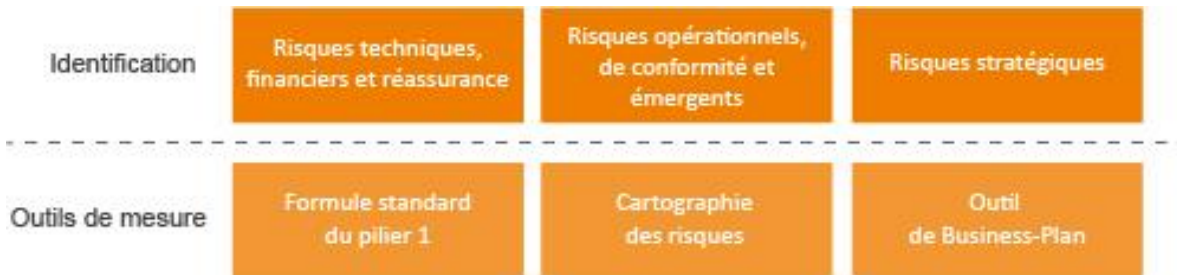 Identification
Risques techniques,
financiers et réassurance
Risques opérationnels,
de conformité et
émergents
Risques stratégiques
Outils de mesure
Formule standard
du pilier 1
Cartographie
des risques
Outil
de Business-Plan